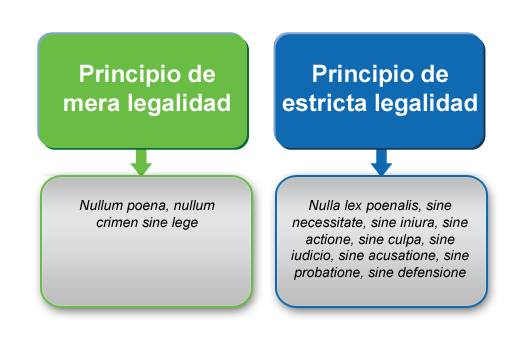 Principio de
mera legalidad
Principio de
estricta legalidad
Nullum poena, nullum
crimen sine lege
Nulla lex poenalis, sine
necessitate, sine iniura, sine
actione, sine culpa, sine
iudicio, sine acusatione, sine
probatione, sine defensione